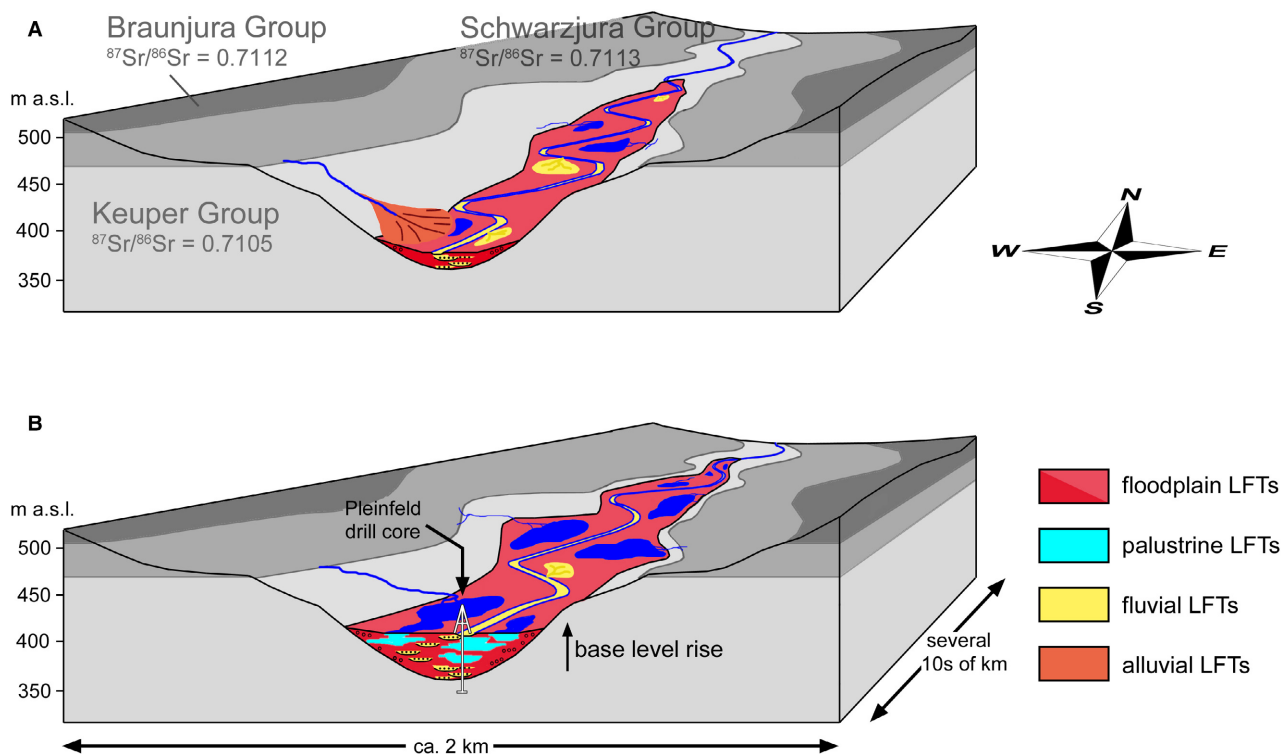 A
Braunjura Group
⁸⁷Sr/⁸⁶Sr = 0.7112
Schwarzjura Group
⁸⁷Sr/⁸⁶Sr = 0.7113
m a.s.l.
500
450
400
350
Keuper Group
⁸⁷Sr/⁸⁶Sr = 0.7105
N
W
E
S
B
m a.s.l.
500
450
400
350
Pleinfeld
drill core
base level rise
several
10s of km
ca. 2 km
floodplain LFTs
palustrine LFTs
fluvial LFTs
alluvial LFTs